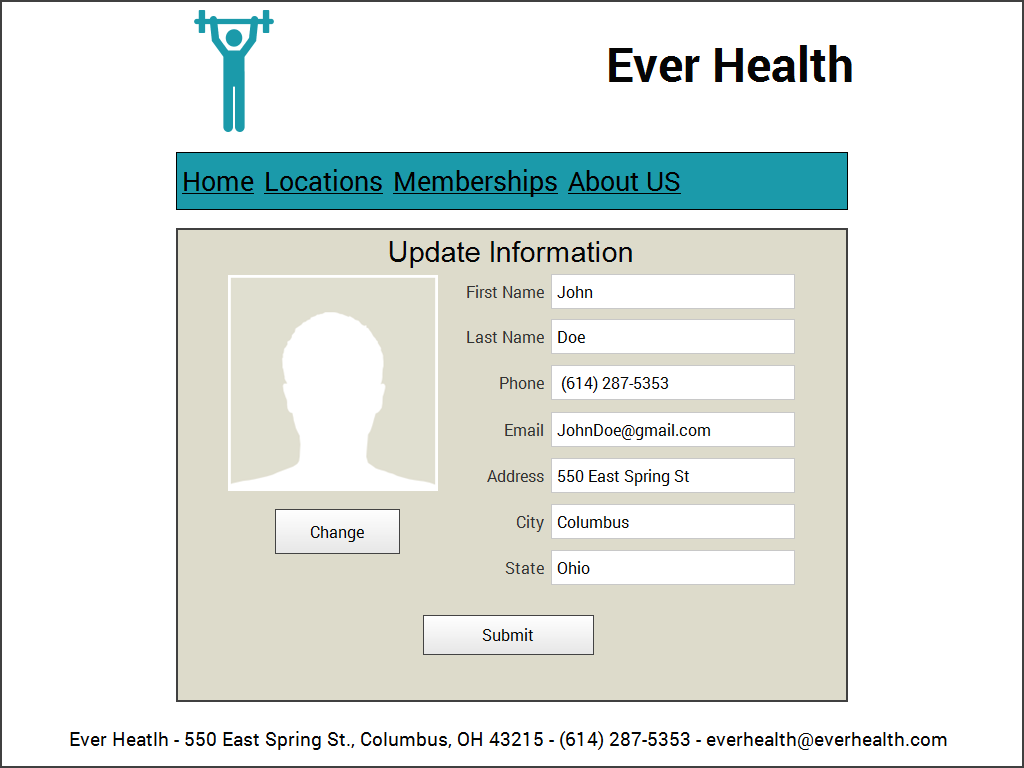 Ever Health
Home Locations Memberships About US
Update Information
First Name John
Last Name Doe
Phone (614) 287-5353
Email JohnDoe@gmail.com
Address 550 East Spring St
City Columbus
State Ohio
Change
Submit
Ever Heatlh - 550 East Spring St., Columbus, OH 43215 - (614) 287-5353 - everhealth@everhealth.com